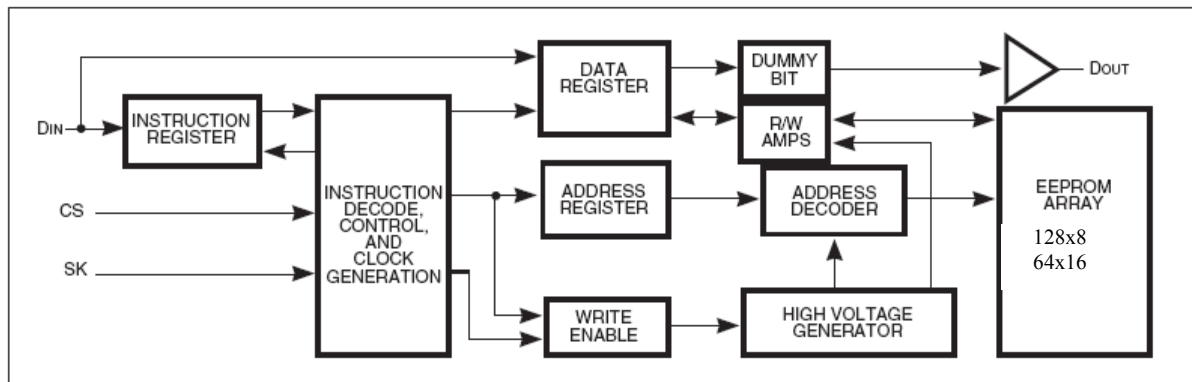 DIN
INSTRUCTION
REGISTER
CS
SK
INSTRUCTION
DECODE,
CONTROL,
AND
CLOCK
GENERATION
DATA
REGISTER
DUMMY
BIT
R/W
AMPS
DOUT
ADDRESS
REGISTER
ADDRESS
DECODER
WRITE
ENABLE
HIGH VOLTAGE
GENERATOR
EEPROM
ARRAY
128x8
64x16